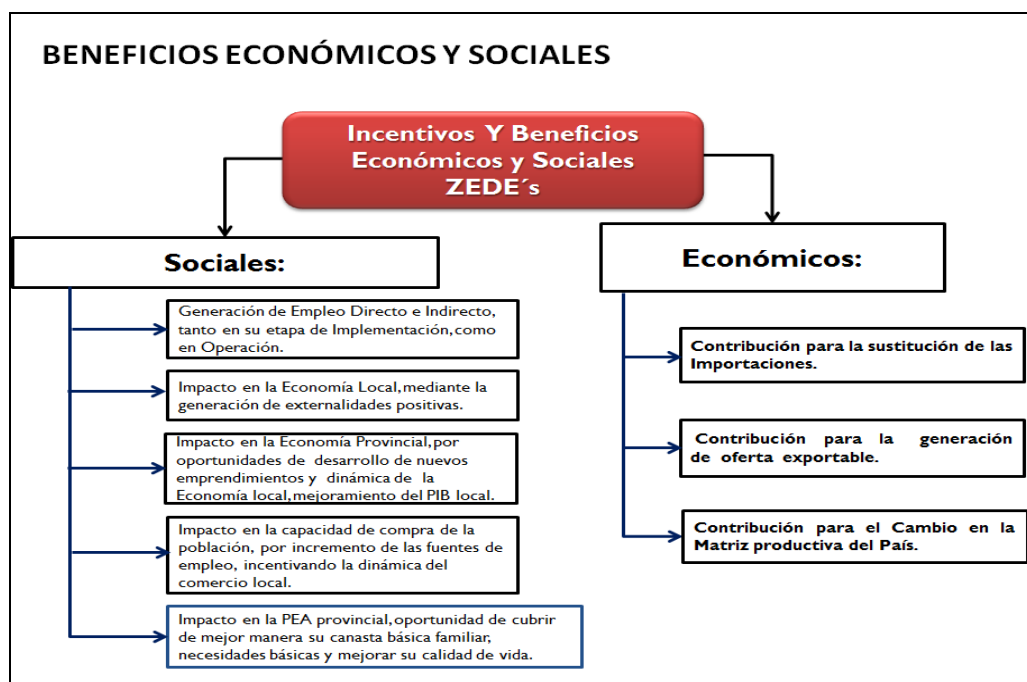 BENEFICIOS ECONÓMICOS Y SOCIALES
Incentivos Y Beneficios
Económicos y Sociales
ZEDE´s
Sociales:
Generación de Empleo Directo e Indirecto,
tanto en su etapa de Implementación, como
en Operación.
Impacto en la Economía Local, mediante la
generación de externalidades positivas.
Impacto en la Economía Provincial, por
oportunidades de desarrollo de nuevos
emprendimientos y dinámica de la
Economía local, mejoramiento del PIB local.
Impacto en la capacidad de compra de la
población, por incremento de las fuentes de
empleo, incentivando la dinámica del
comercio local.
Impacto en la PEA provincial, oportunidad de cubrir
de mejor manera su canasta básica familiar,
necesidades básicas y mejorar su calidad de vida.
Económicos:
Contribución para la sustitución de las
Importaciones.
Contribución para la generación
de oferta exportable.
Contribución para el Cambio en la
Matriz productiva del País.